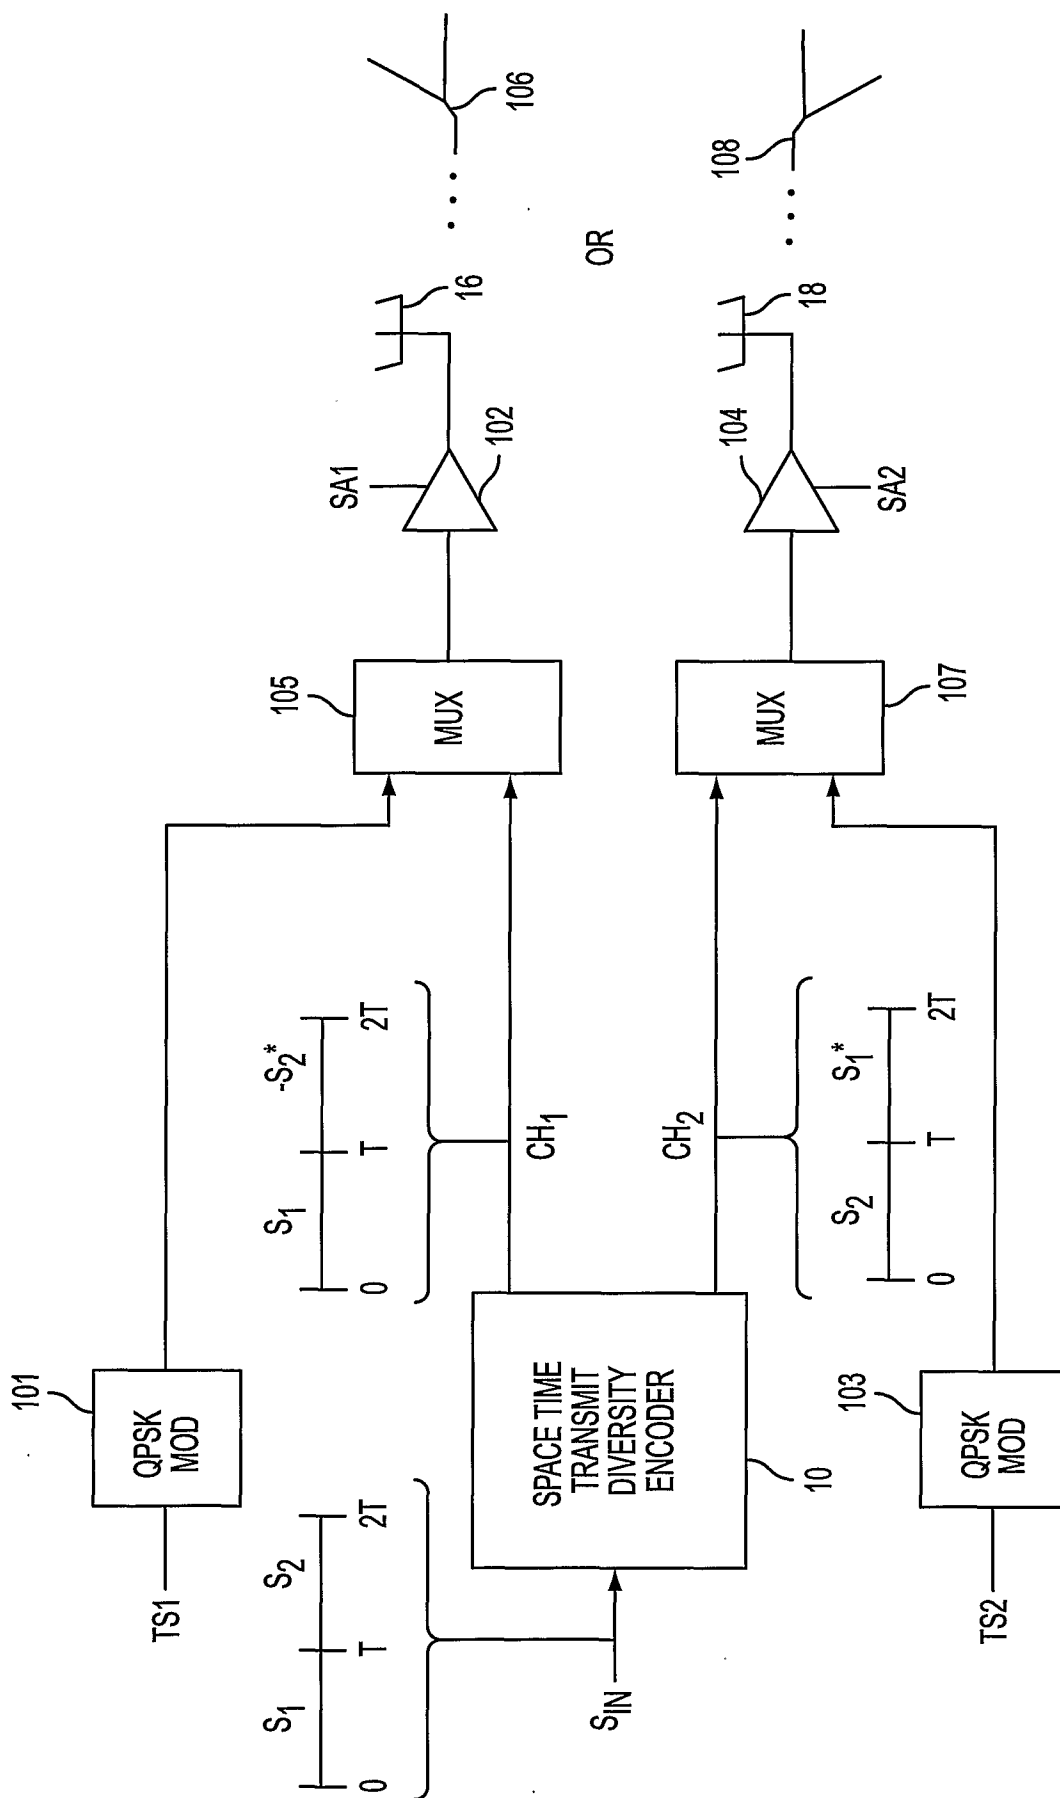 TS1
QPSK
MOD
101
S1 S2
0 T 2T
SIN
SPACE TIME
TRANSMIT
DIVERSITY
ENCODER
10
S1 -S2*
0 T 2T
CH1
CH2
S2 S1*
0 T 2T
TS2
QPSK
MOD
103
105
MUX
MUX
107
SA1
102
16
106
OR
104
SA2
18
108